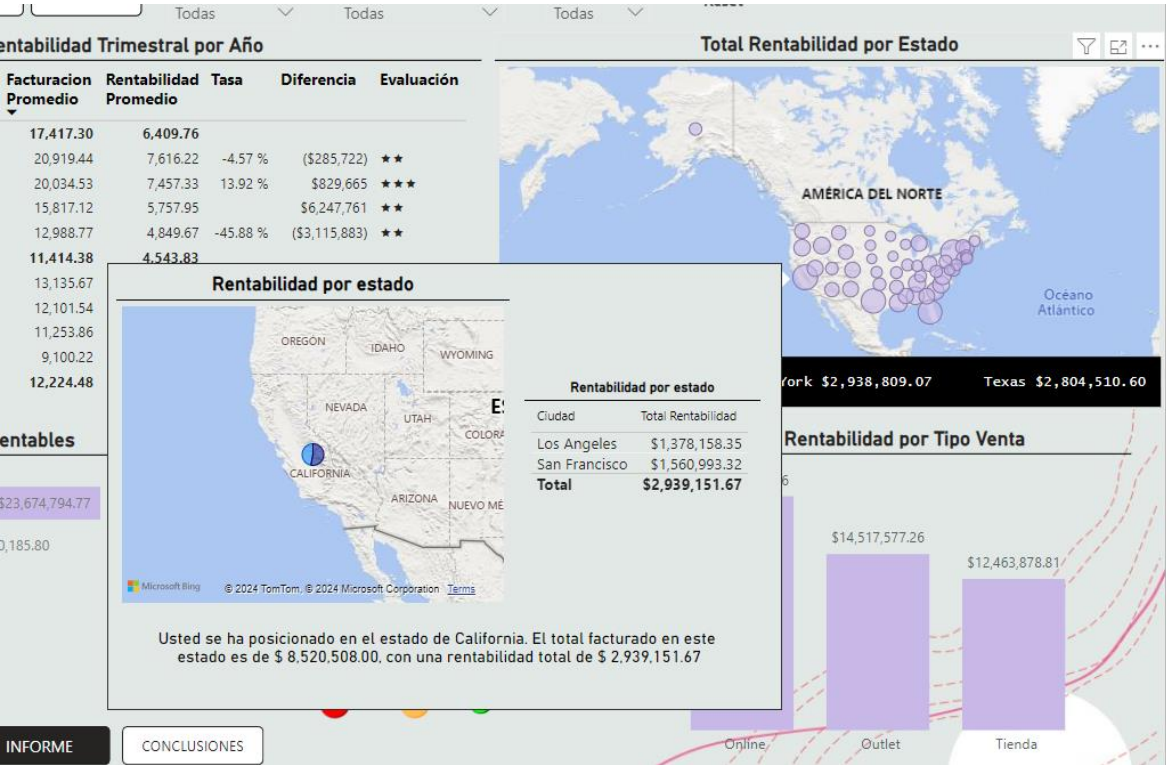 Todas
Todas
Todas
entabilidad Trimestral por Año
Facturacion Promedio Rentabilidad Promedio Tasa Diferencia Evaluación
17,417.30 6,409.76
20,919.44 7,616.22 -4.57 % ($285,722) ★★
20,034.53 7,457.33 13.92 % $829,665 ★★★
15,817.12 5,757.95 $6,247,761 ★★
12,988.77 4,849.67 -45.88 % ($3,115,883) ★★
11,414.38 4,543.83
13,135.67
12,101.54
11,253.86
9,100.22
12,224.48
Total Rentabilidad por Estado
AMÉRICA DEL NORTE
Océano
Atlántico
York $2,938,809.07 Texas $2,804,510.60
Rentabilidad por estado
OREGÓN
IDAHO
WYOMING
NEVADA
UTAH
COLORA
CALIFORNIA
ARIZONA
NUEVO MÉ
Microsoft Bing
© 2024 TomTom, © 2024 Microsoft Corporation Terms
Rentabilidad por estado
Ciudad Total Rentabilidad
Los Angeles $1,378,158.35
San Francisco $1,560,993.32
Total $2,939,151.67
Usted se ha posicionado en el estado de California. El total facturado en este
estado es de $ 8,520,508.00, con una rentabilidad total de $ 2,939,151.67
entables
$23,674,794.77
0,185.80
Rentabilidad por Tipo Venta
6
$14,517,577.26
$12,463,878.81
Online
Outlet
Tienda
INFORME
CONCLUSIONES